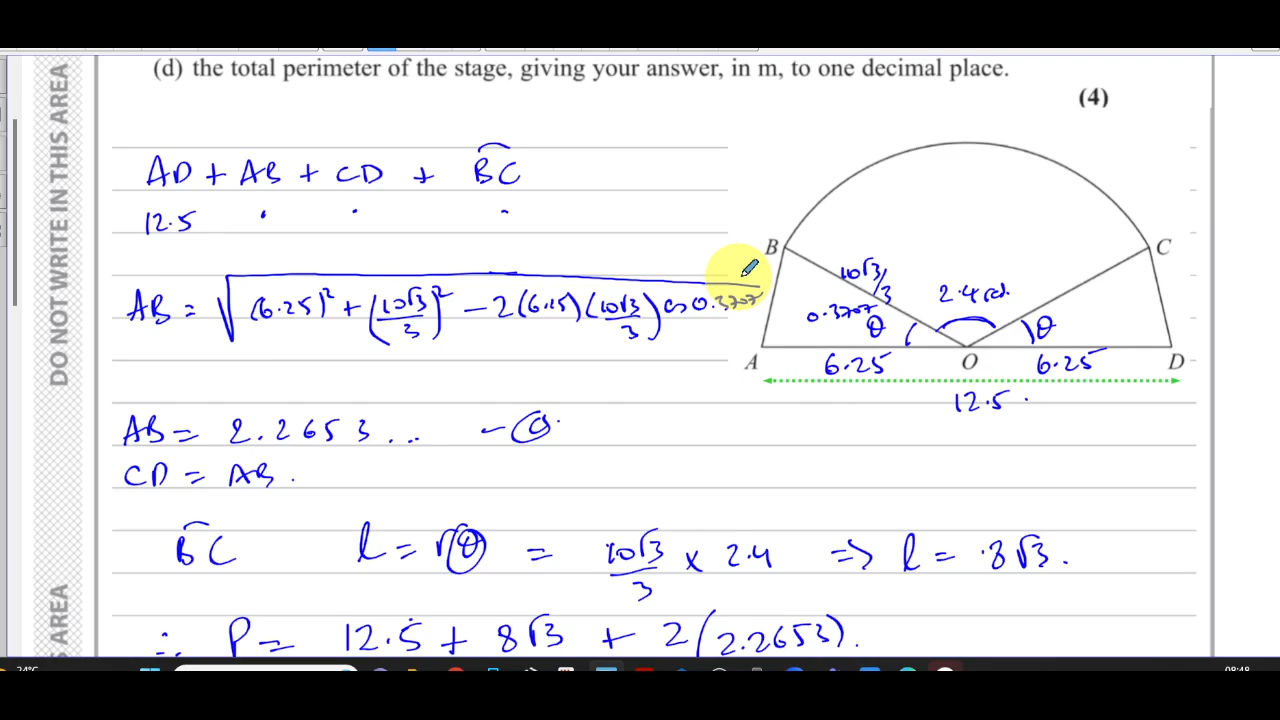 (d) the total perimeter of the stage, giving your answer, in m, to one decimal place.
(4)
DO NOT WRITE IN THIS AREA
AD + AB + CD + B͡C
12.5 . . .
AB = √((6.25)² + (10√3/3)² − 2(6.25)(10√3/3)cos 0.3707
B
C
10√3/3
2.4 rad.
0.3707
θ
θ
A
6.25
O
6.25
D
12.5 .
AB = 2.2653...
CD = AB .
B͡C l = rθ = 10√3/3 × 2.4 => l = 8√3.
∴ P = 12.5 + 8√3 + 2(2.2653).
S AREA
24°C
08:48